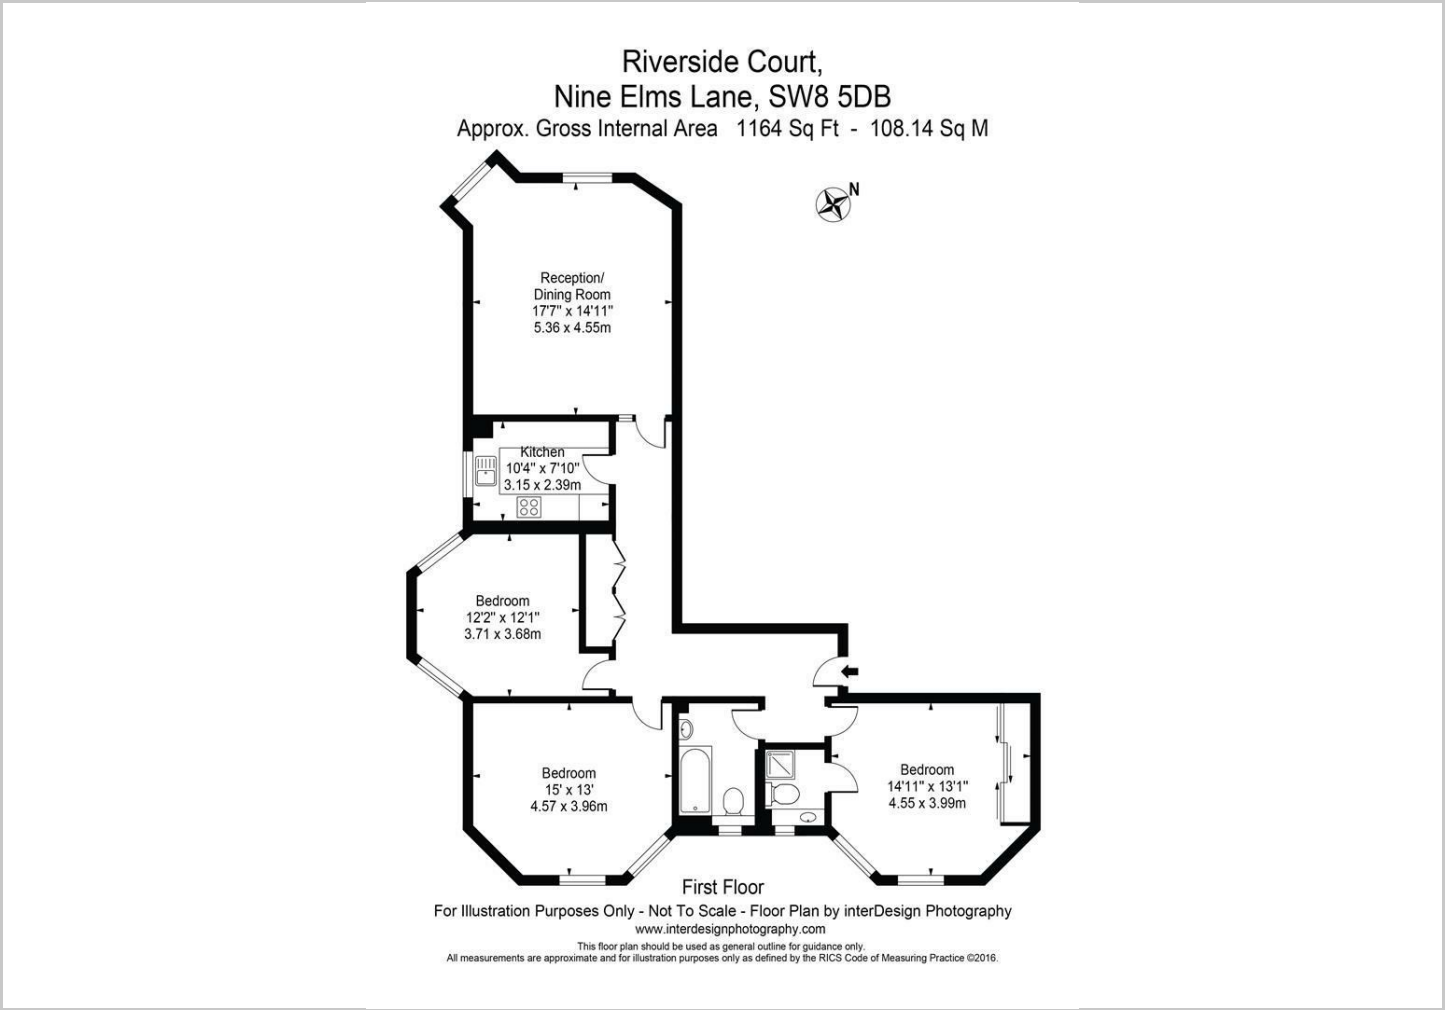 Riverside Court,
Nine Elms Lane, SW8 5DB
Approx. Gross Internal Area 1164 Sq Ft - 108.14 Sq M
N
Reception/
Dining Room
17'7" x 14'11"
5.36 x 4.55m
Kitchen
10'4" x 7'10"
3.15 x 2.39m
Bedroom
12'2" x 12'1"
3.71 x 3.68m
Bedroom
15' x 13'
4.57 x 3.96m
Bedroom
14'11" x 13'1"
4.55 x 3.99m
First Floor
For Illustration Purposes Only - Not To Scale - Floor Plan by interDesign Photography
www.interdesignphotography.com
This floor plan should be used as general outline for guidance only.
All measurements are approximate and for illustration purposes only as defined by the RICS Code of Measuring Practice ©2016.